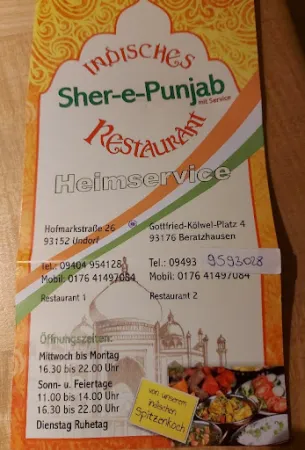 INDISCHES
Sher-e-Punjab
mit Service
RESTAURANT
Heimservice
Hofmarkstraße 26
93152 Undorf
Gottfried-Kölwel-Platz 4
93176 Beratzhausen
Tel.: 09404 954128
Mobil: 0176 41497084
Tel.: 09493 9593028
Mobil: 0176 41497084
Restaurant 1
Restaurant 2
Öffnungszeiten:
Mittwoch bis Montag
16.30 bis 22.00 Uhr
Sonn- u. Feiertage
11.00 bis 14.00 Uhr
16.30 bis 22.00 Uhr
Dienstag Ruhetag
von unserem
indischen
Spitzenkoch